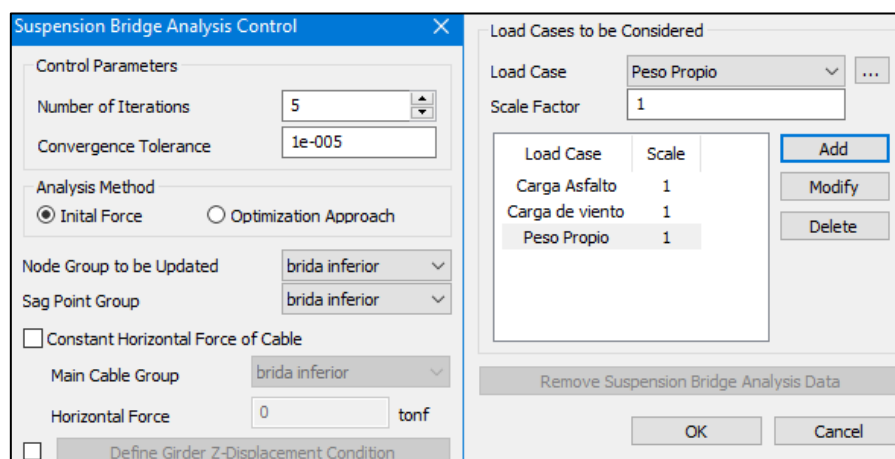 Suspension Bridge Analysis Control
Control Parameters
Number of Iterations 5
Convergence Tolerance 1e-005
Analysis Method
Inital Force Optimization Approach
Node Group to be Updated brida inferior
Sag Point Group brida inferior
Constant Horizontal Force of Cable
Main Cable Group brida inferior
Horizontal Force 0 tonf
Define Girder Z-Displacement Condition
Load Cases to be Considered
Load Case Peso Propio ...
Scale Factor 1
Load Case Scale
Carga Asfalto 1
Carga de viento 1
Peso Propio 1
Add
Modify
Delete
Remove Suspension Bridge Analysis Data
OK Cancel